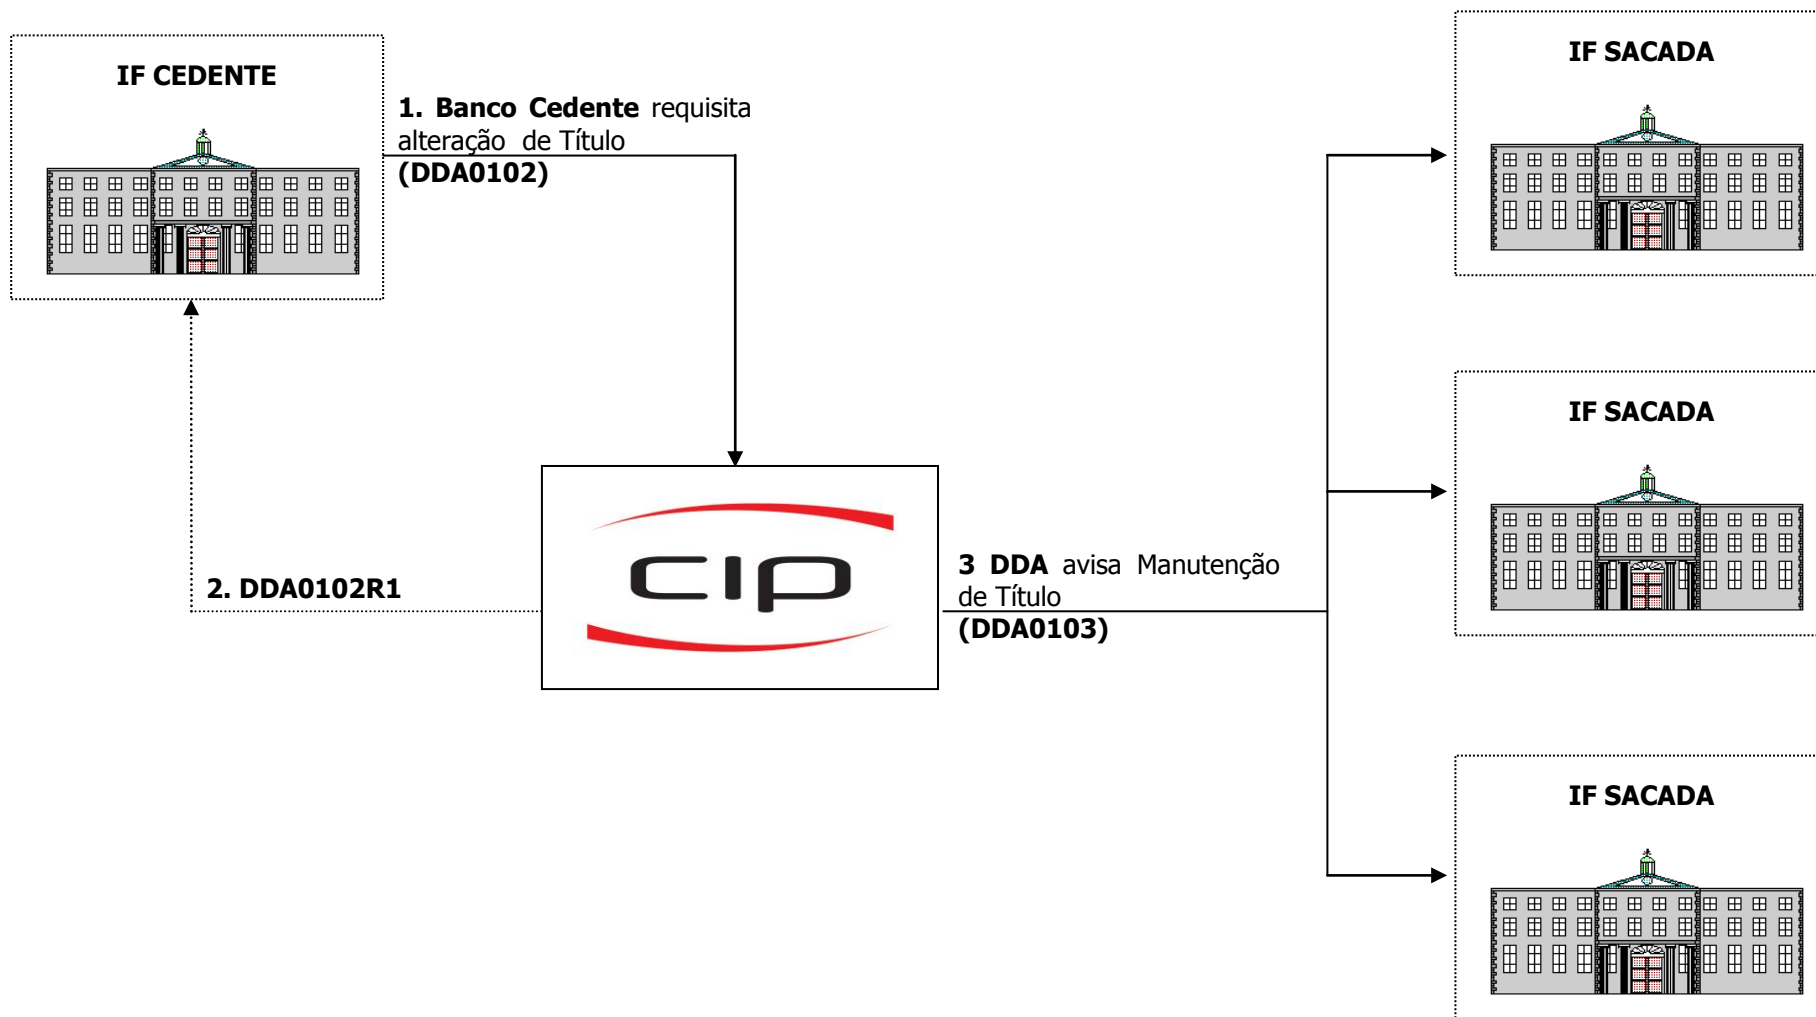 IF CEDENTE
1. Banco Cedente requisita
alteração de Título
(DDA0102)
2. DDA0102R1
cip
3 DDA avisa Manutenção
de Título
(DDA0103)
IF SACADA
IF SACADA
IF SACADA